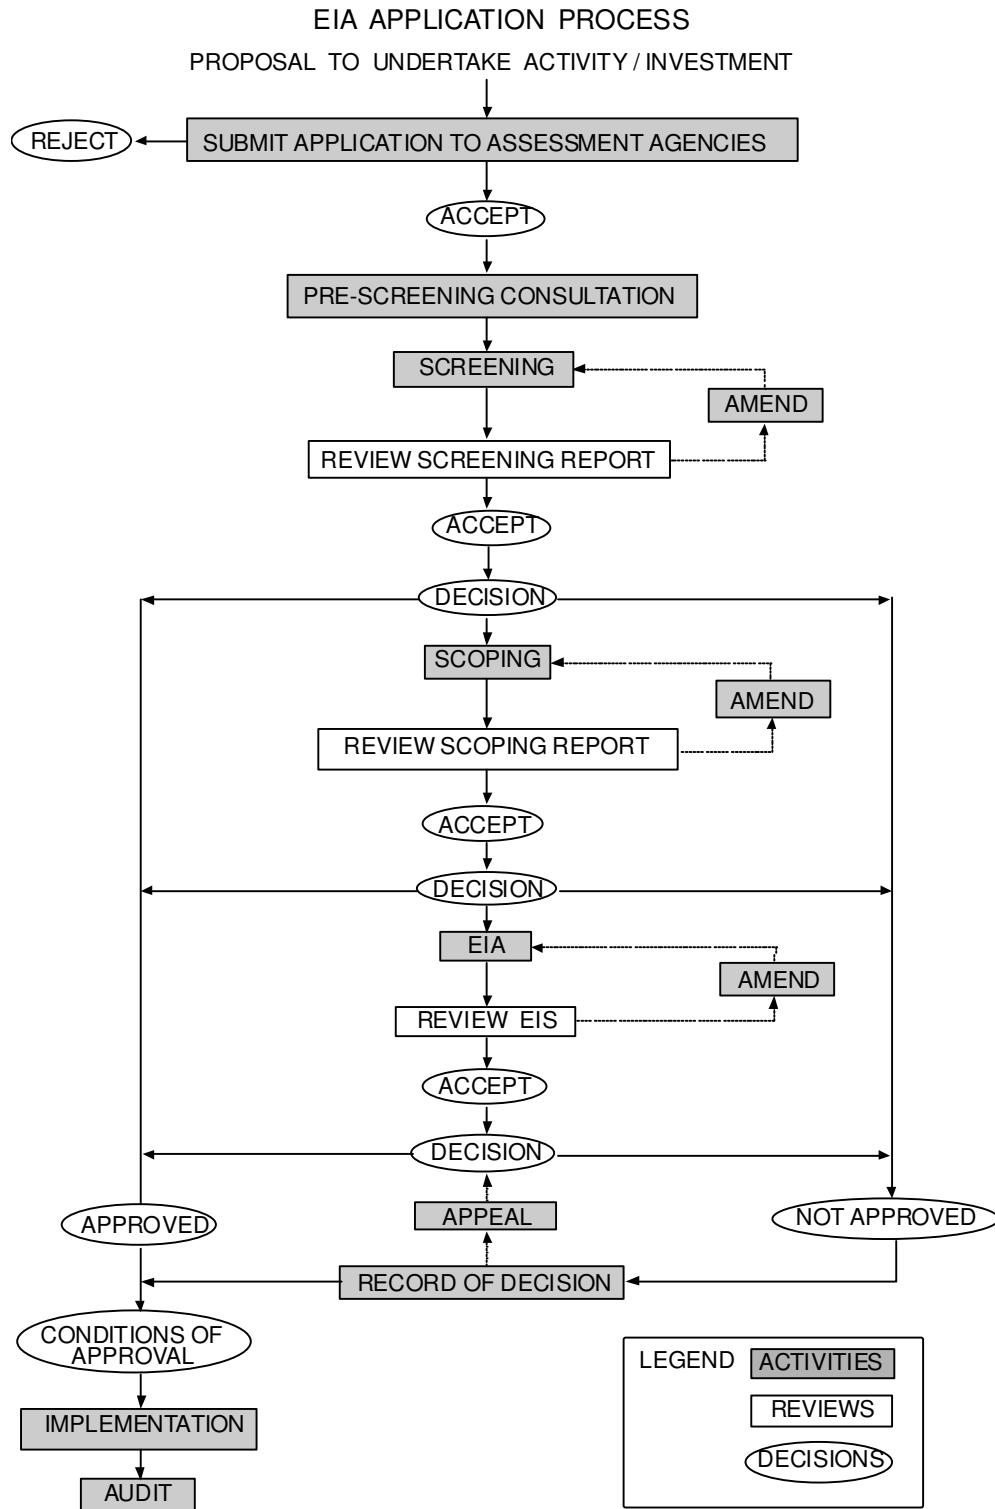 EIA APPLICATION PROCESS
PROPOSAL TO UNDERTAKE ACTIVITY / INVESTMENT
REJECT
SUBMIT APPLICATION TO ASSESSMENT AGENCIES
ACCEPT
PRE-SCREENING CONSULTATION
SCREENING
AMEND
REVIEW SCREENING REPORT
ACCEPT
DECISION
SCOPING
AMEND
REVIEW SCOPING REPORT
ACCEPT
DECISION
EIA
AMEND
REVIEW EIS
ACCEPT
DECISION
APPEAL
APPROVED
NOT APPROVED
RECORD OF DECISION
CONDITIONS OF
APPROVAL
IMPLEMENTATION
AUDIT
LEGEND
ACTIVITIES
REVIEWS
DECISIONS